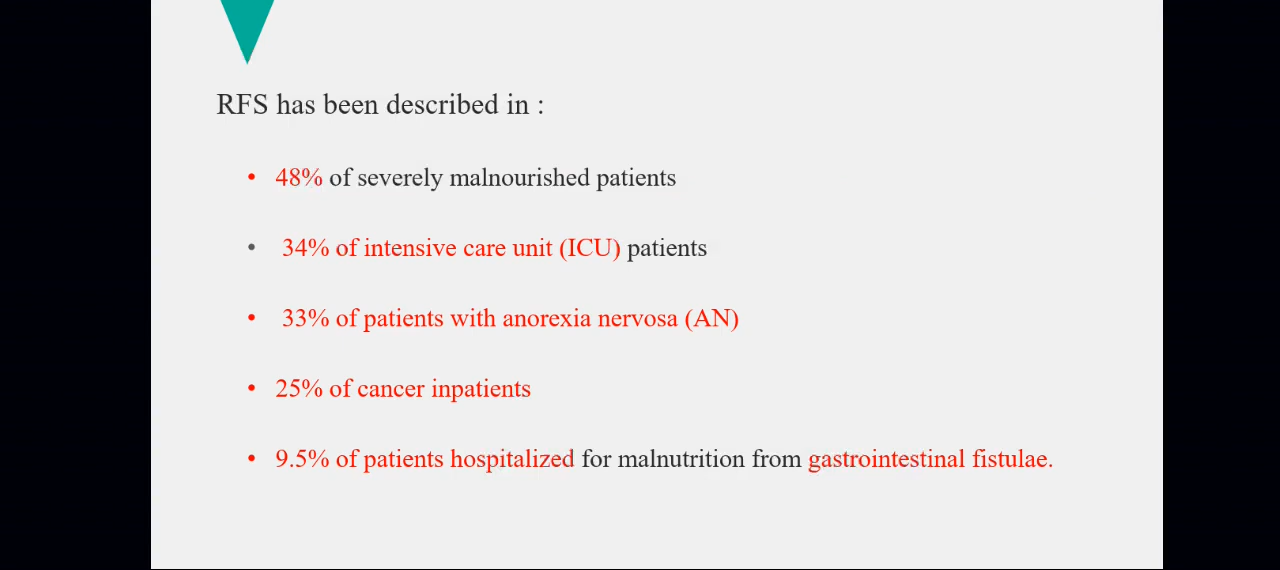 RFS has been described in :
• 48% of severely malnourished patients
• 34% of intensive care unit (ICU) patients
• 33% of patients with anorexia nervosa (AN)
• 25% of cancer inpatients
• 9.5% of patients hospitalized for malnutrition from gastrointestinal fistulae.